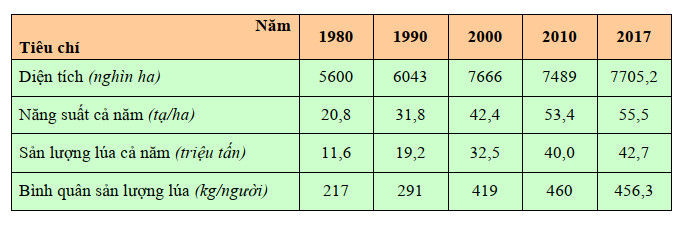 Năm
Tiêu chí 1980 1990 2000 2010 2017
Diện tích (nghìn ha) 5600 6043 7666 7489 7705,2
Năng suất cả năm (tạ/ha) 20,8 31,8 42,4 53,4 55,5
Sản lượng lúa cả năm (triệu tấn) 11,6 19,2 32,5 40,0 42,7
Bình quân sản lượng lúa (kg/người) 217 291 419 460 456,3